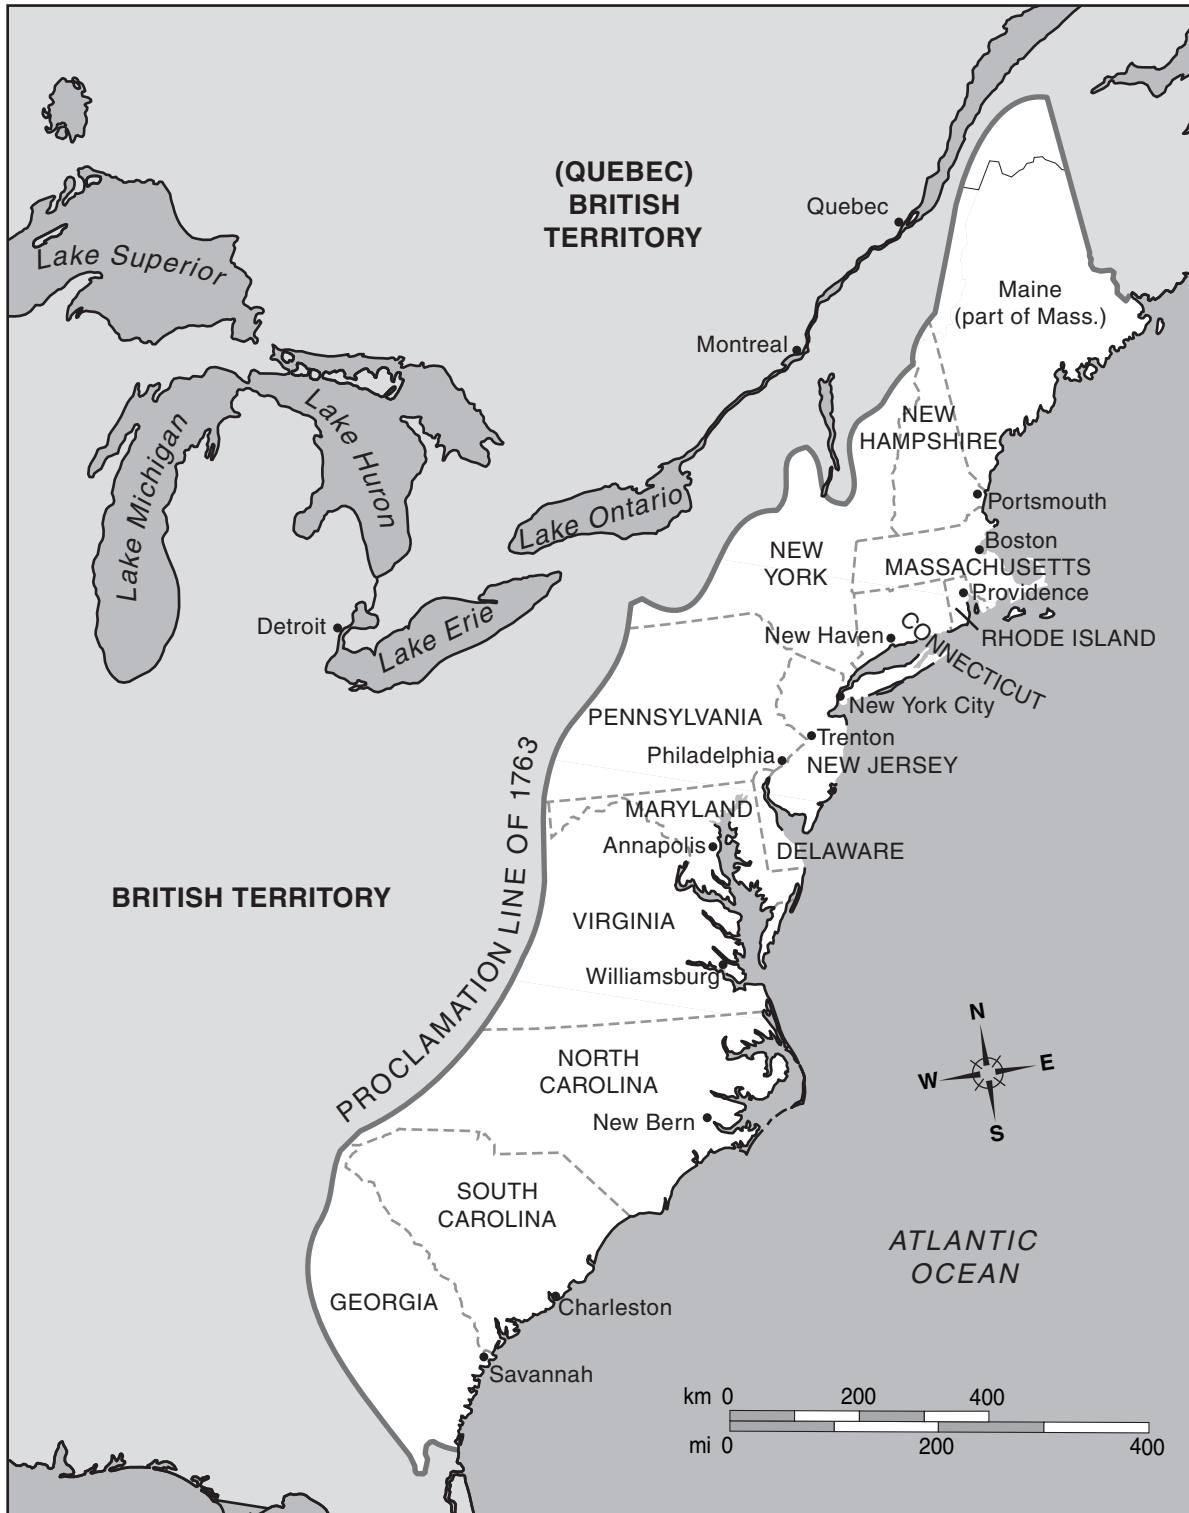 (QUEBEC)
BRITISH
TERRITORY
Quebec
Lake Superior
Maine
(part of Mass.)
Montreal
Lake Michigan
Lake Huron
NEW
HAMPSHIRE
Lake Ontario
Portsmouth
Boston
NEW
YORK
MASSACHUSETTS
Providence
Detroit
Lake Erie
New Haven
CONNECTICUT
RHODE ISLAND
New York City
PENNSYLVANIA
Trenton
Philadelphia
NEW JERSEY
PROCLAMATION LINE OF 1763
MARYLAND
Annapolis
DELAWARE
BRITISH TERRITORY
VIRGINIA
Williamsburg
N
W
E
S
NORTH
CAROLINA
New Bern
SOUTH
CAROLINA
ATLANTIC
OCEAN
GEORGIA
Charleston
Savannah
km 0 200 400
mi 0 200 400